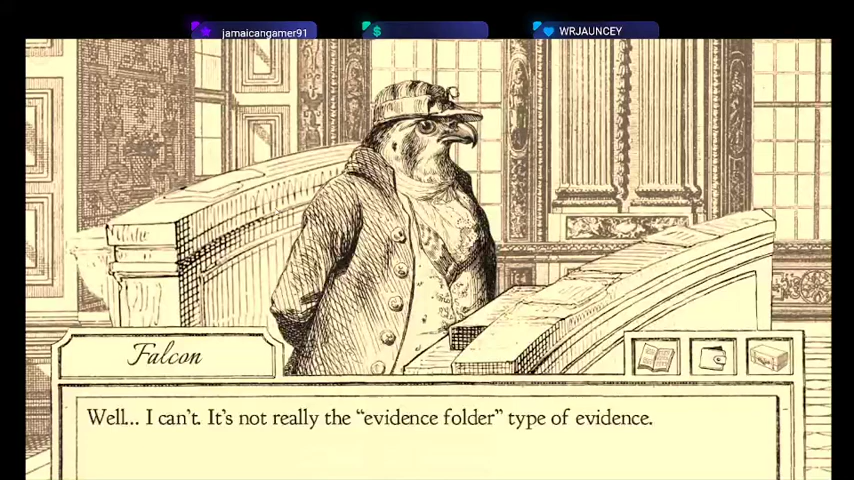 jamaicangamer91
$
WRJAUNCEY
Falcon
Well... I can't. It's not really the “evidence folder” type of evidence.